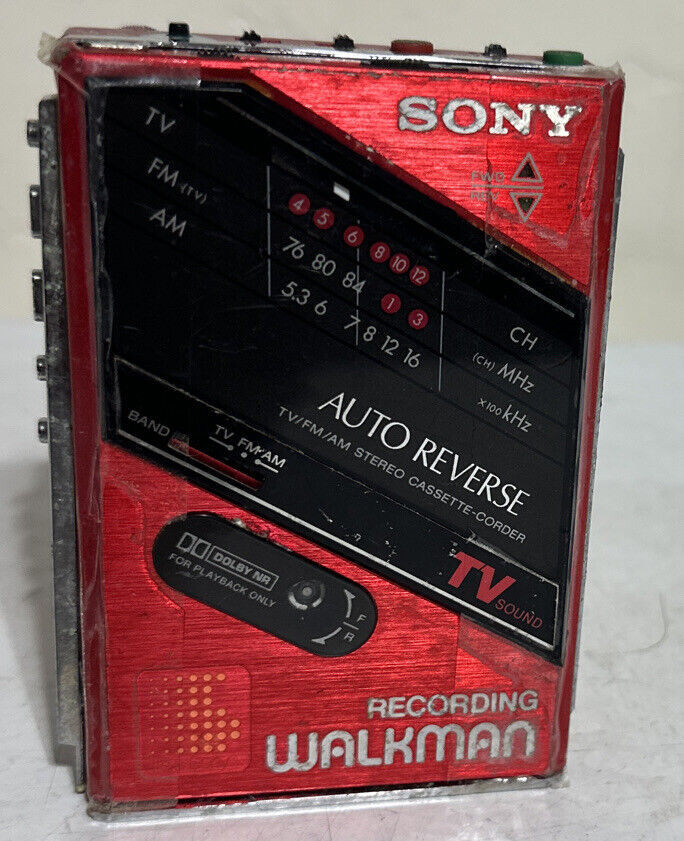 SONY
FWD
REV
TV
FM (TV)
AM
4 5 6 8 10 12
CH
76 80 84 1 3
(CH) MHz
5.3 6 7 8 12 16
X100 kHz
AUTO REVERSE
TV/FM/AM STEREO CASSETTE-CORDER
BAND TV FM AM
TV SOUND
DOLBY NR
FOR PLAYBACK ONLY
F
R
RECORDING
WALKMAN